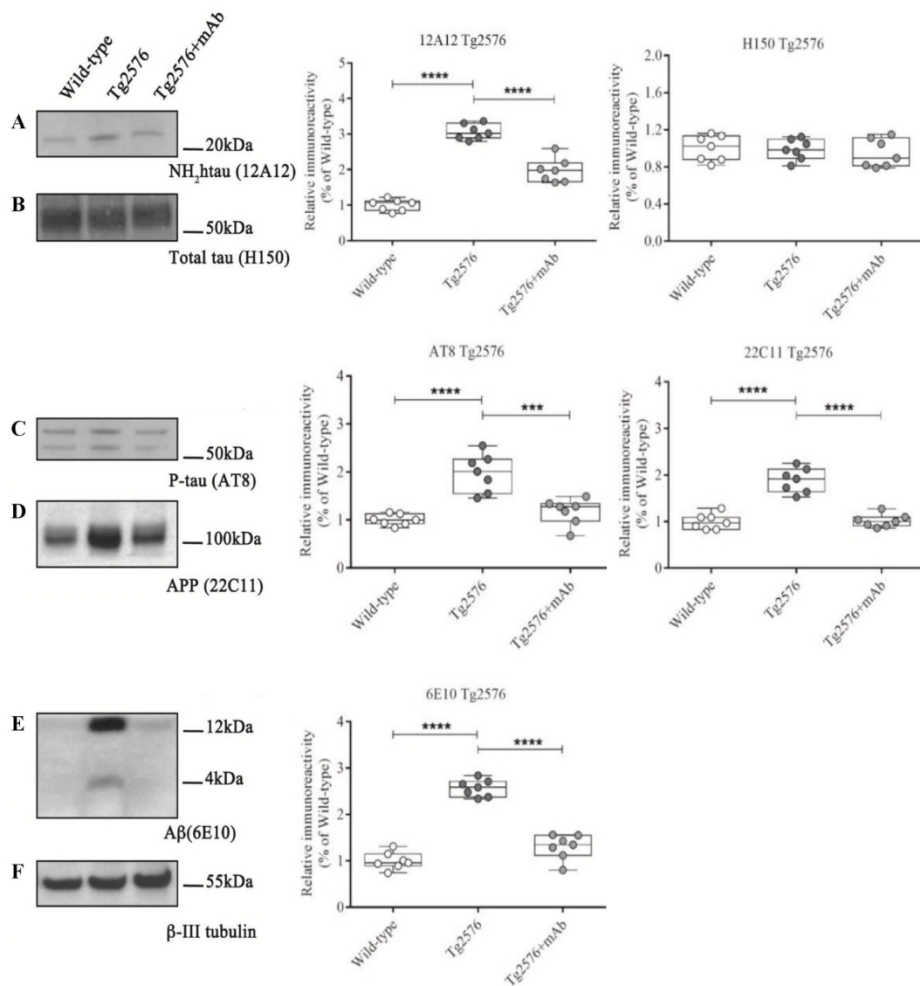 Wild-type
Tg2576
Tg2576+mAb
A
20kDa
NH2htau (12A12)
B
50kDa
Total tau (H150)
12A12 Tg2576
****
****
Relative immunoreactivity
(% of Wild-type)
5
4
3
2
1
0
Wild-type
Tg2576
Tg2576+mAb
H150 Tg2576
Relative immunoreactivity
(% of Wild-type)
2.0
1.6
1.2
0.8
0.4
0.0
Wild-type
Tg2576
Tg2576+mAb
C
50kDa
P-tau (AT8)
D
100kDa
APP (22C11)
AT8 Tg2576
****
***
Relative immunoreactivity
(% of Wild-type)
4
3
2
1
0
Wild-type
Tg2576
Tg2576+mAb
22C11 Tg2576
****
****
Relative immunoreactivity
(% of Wild-type)
4
3
2
1
0
Wild-type
Tg2576
Tg2576+mAb
E
12kDa
4kDa
Aβ(6E10)
F
55kDa
β-III tubulin
6E10 Tg2576
****
****
Relative immunoreactivity
(% of Wild-type)
4
3
2
1
0
Wild-type
Tg2576
Tg2576+mAb